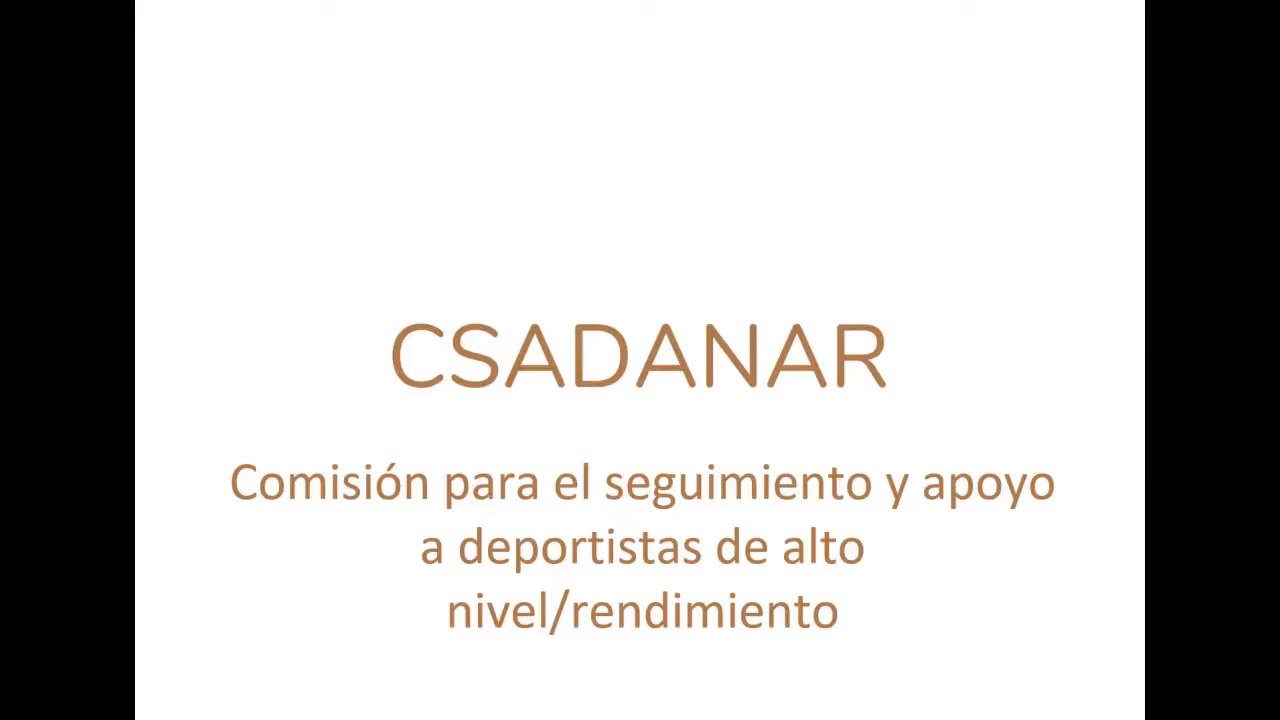 CSADANAR
Comisión para el seguimiento y apoyo
a deportistas de alto
nivel/rendimiento